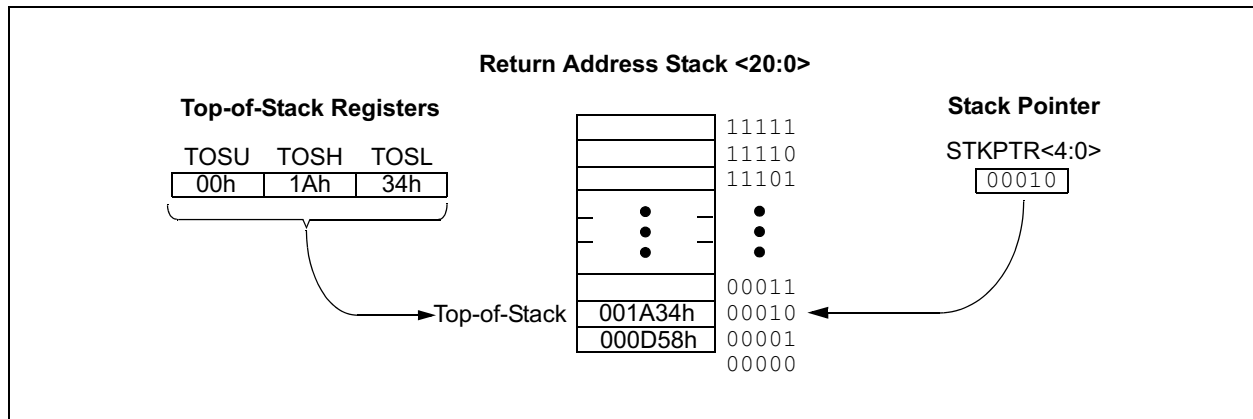 Return Address Stack <20:0>
Top-of-Stack Registers
Stack Pointer
TOSU TOSH TOSL
STKPTR<4:0>
00h 1Ah 34h
00010
11111
11110
11101
00011
Top-of-Stack 001A34h 00010
000D58h 00001
00000